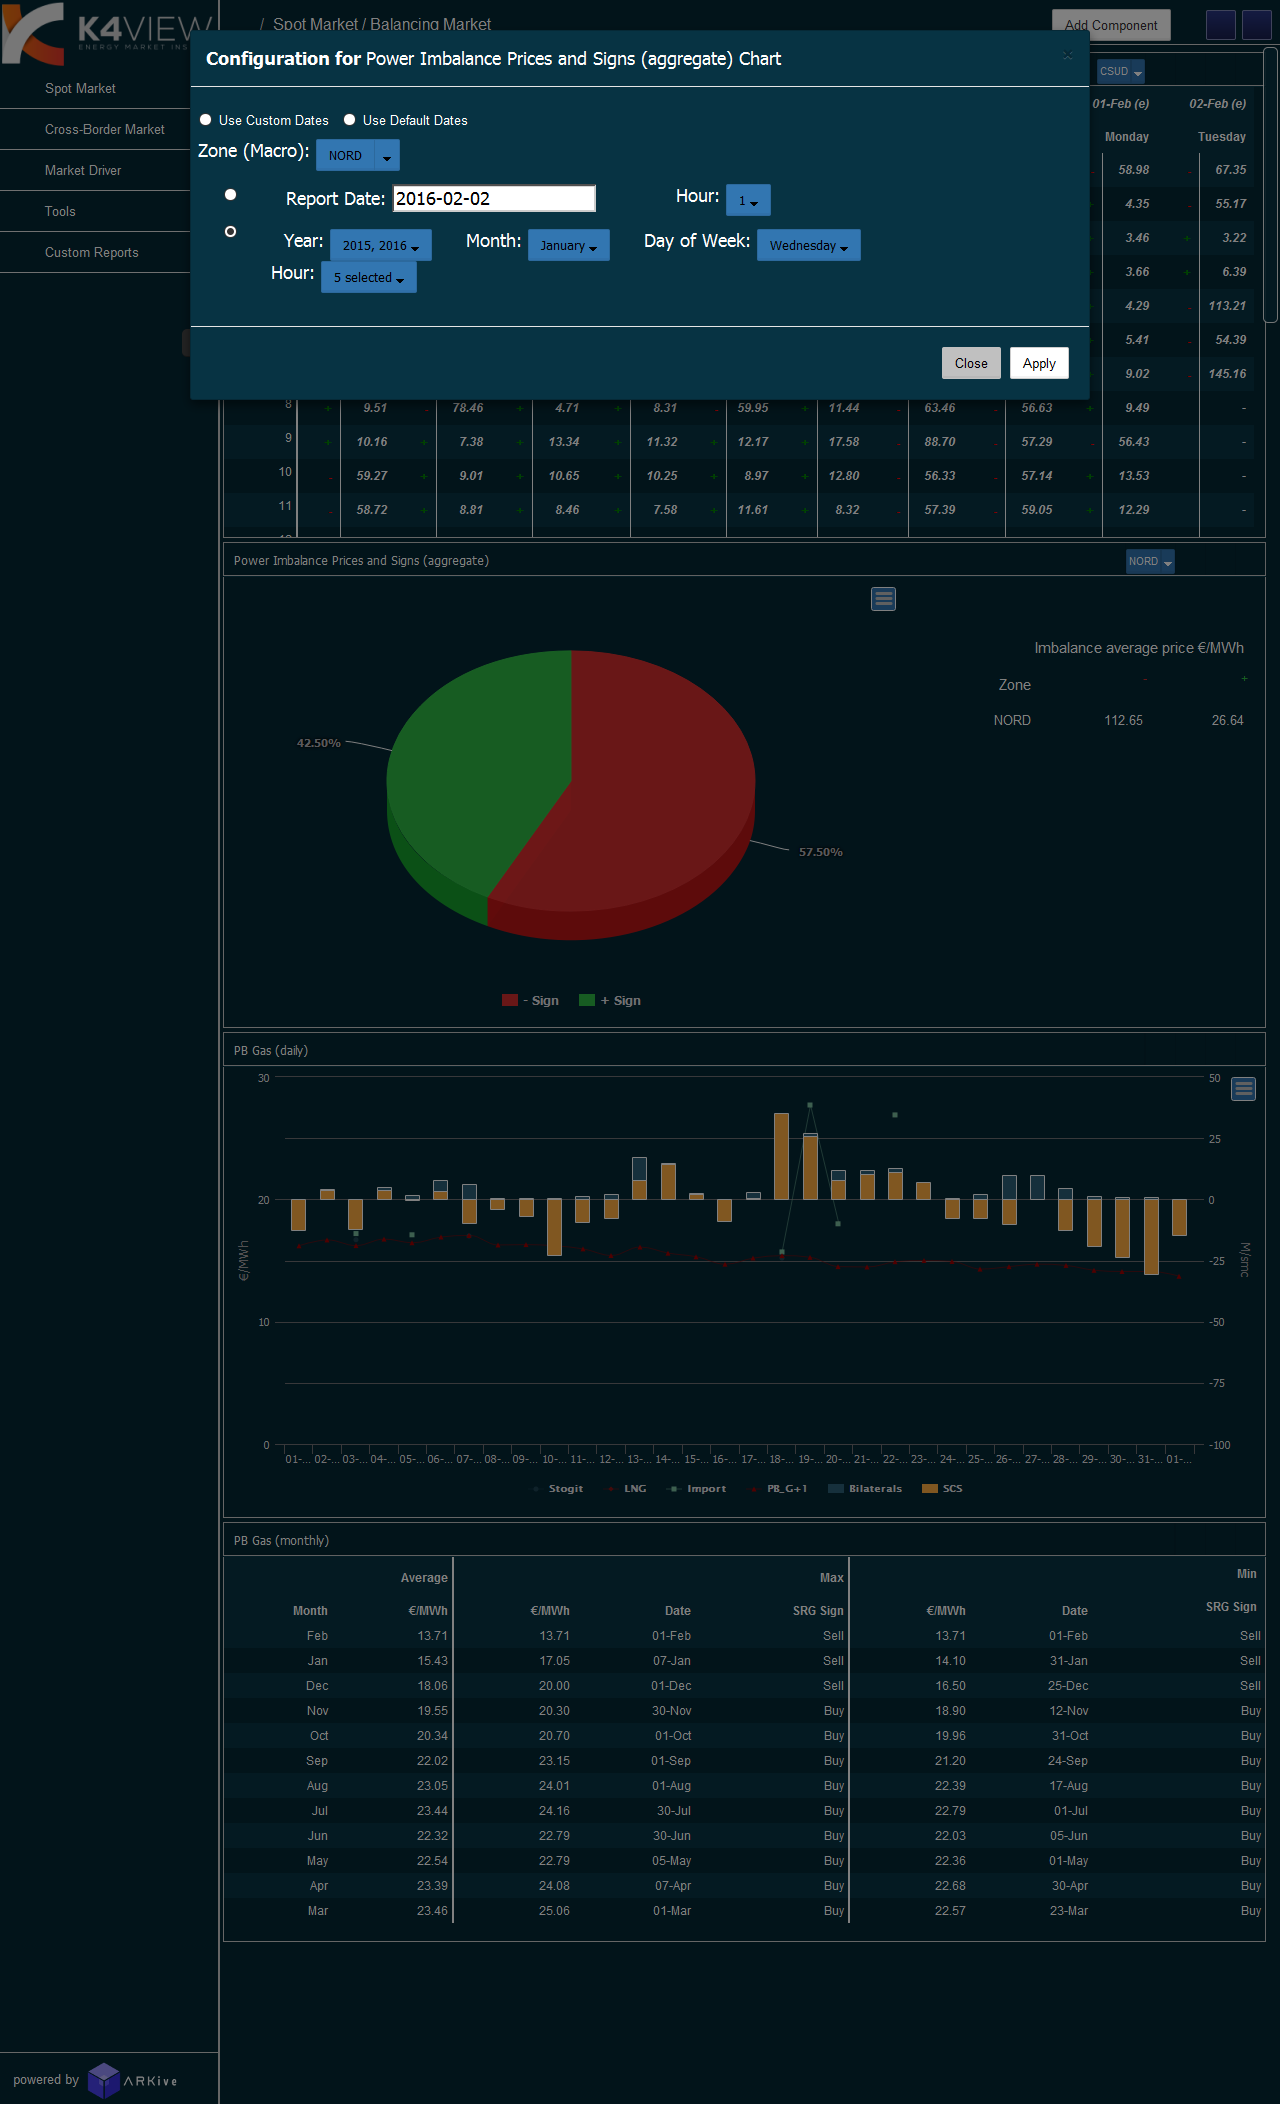 K4VIEW
ENERGY MARKET INS
/ Spot Market / Balancing Market
Add Component
Configuration for Power Imbalance Prices and Signs (aggregate) Chart
×
Use Custom Dates Use Default Dates
Zone (Macro): NORD
Report Date: 2016-02-02 Hour: 1
Year: 2015, 2016 Month: January Day of Week: Wednesday
Hour: 5 selected
Close Apply
Spot Market
Cross-Border Market
Market Driver
Tools
Custom Reports
CSUD
01-Feb (e) 02-Feb (e)
Monday Tuesday
58.98 - 67.35
4.35 - 55.17
3.46 + 3.22
3.66 + 6.39
4.29 - 113.21
5.41 - 54.39
9.02 - 145.16
8 + 9.51 - 78.46 + 4.71 + 8.31 - 59.95 + 11.44 - 63.46 - 56.63 + 9.49 -
9 + 10.16 + 7.38 + 13.34 + 11.32 + 12.17 + 17.58 - 88.70 - 57.29 - 56.43 -
10 - 59.27 + 9.01 + 10.65 + 10.25 + 8.97 + 12.80 - 56.33 - 57.14 + 13.53 -
11 - 58.72 + 8.81 + 8.46 + 7.58 + 11.61 + 8.32 - 57.39 - 59.05 + 12.29 -
Power Imbalance Prices and Signs (aggregate) NORD
Imbalance average price €/MWh
Zone - +
NORD 112.65 26.64
42.50%
57.50%
- Sign + Sign
PB Gas (daily)
30 50
25
20 0
€/MWh -25 M/smc
10 -50
-75
0 -100
01-... 02-... 03-... 04-... 05-... 06-... 07-... 08-... 09-... 10-... 11-... 12-... 13-... 14-... 15-... 16-... 17-... 18-... 19-... 20-... 21-... 22-... 23-... 24-... 25-... 26-... 27-... 28-... 29-... 30-... 31-... 01-...
Stogit LNG Import PB_G+1 Bilaterals SCS
PB Gas (monthly)
Average Max Min
Month €/MWh €/MWh Date SRG Sign €/MWh Date SRG Sign
Feb 13.71 13.71 01-Feb Sell 13.71 01-Feb Sell
Jan 15.43 17.05 07-Jan Sell 14.10 31-Jan Sell
Dec 18.06 20.00 01-Dec Sell 16.50 25-Dec Sell
Nov 19.55 20.30 30-Nov Buy 18.90 12-Nov Buy
Oct 20.34 20.70 01-Oct Buy 19.96 31-Oct Buy
Sep 22.02 23.15 01-Sep Buy 21.20 24-Sep Buy
Aug 23.05 24.01 01-Aug Buy 22.39 17-Aug Buy
Jul 23.44 24.16 30-Jul Buy 22.79 01-Jul Buy
Jun 22.32 22.79 30-Jun Buy 22.03 05-Jun Buy
May 22.54 22.79 05-May Buy 22.36 01-May Buy
Apr 23.39 24.08 07-Apr Buy 22.68 30-Apr Buy
Mar 23.46 25.06 01-Mar Buy 22.57 23-Mar Buy
powered by ARKive